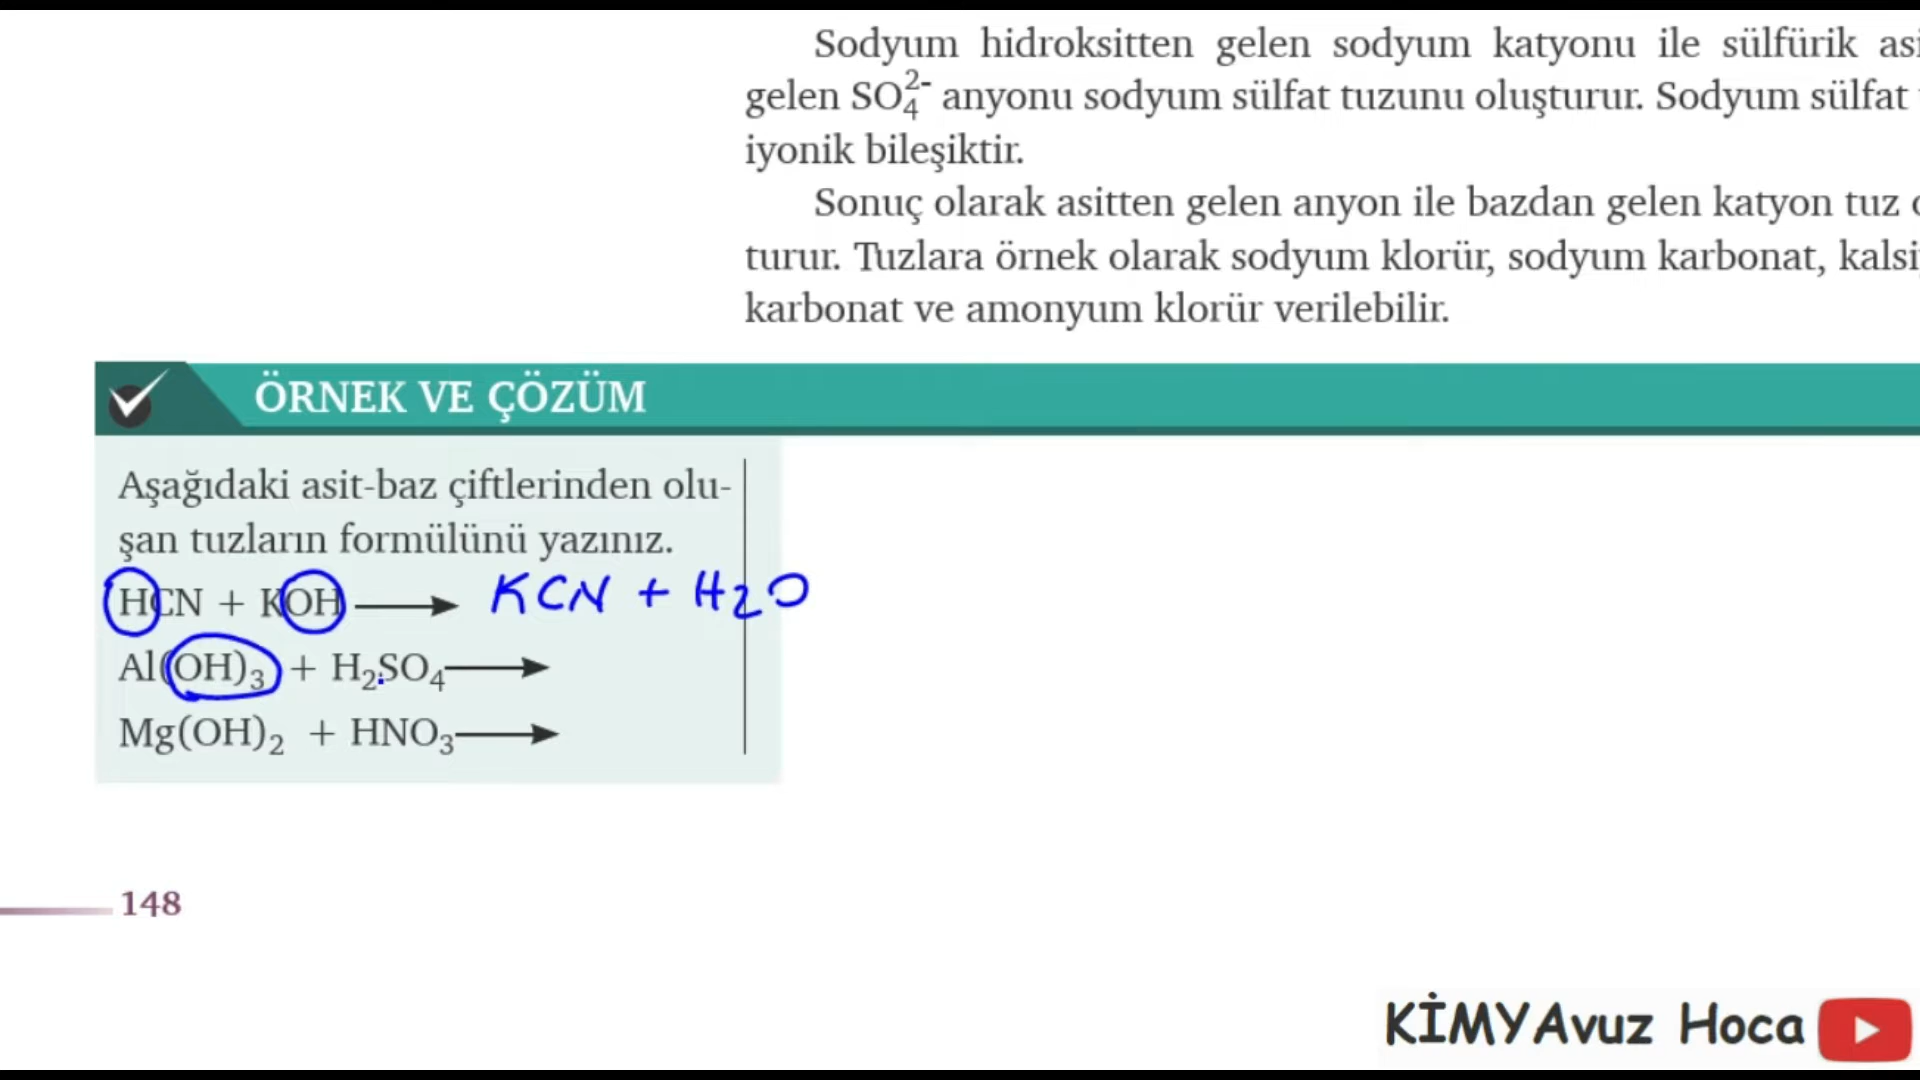 Sodyum hidroksitten gelen sodyum katyonu ile sülfürik asi
gelen SO₄²⁻ anyonu sodyum sülfat tuzunu oluşturur. Sodyum sülfat
iyonik bileşiktir.
Sonuç olarak asitten gelen anyon ile bazdan gelen katyon tuz
turur. Tuzlara örnek olarak sodyum klorür, sodyum karbonat, kalsi
karbonat ve amonyum klorür verilebilir.
ÖRNEK VE ÇÖZÜM
Aşağıdaki asit-baz çiftlerinden olu-
şan tuzların formülünü yazınız.
HCN + KOH ⟶ KCN + H2O
Al(OH)₃ + H₂SO₄ ⟶
Mg(OH)₂ + HNO₃ ⟶
148
KİMYAvuz Hoca